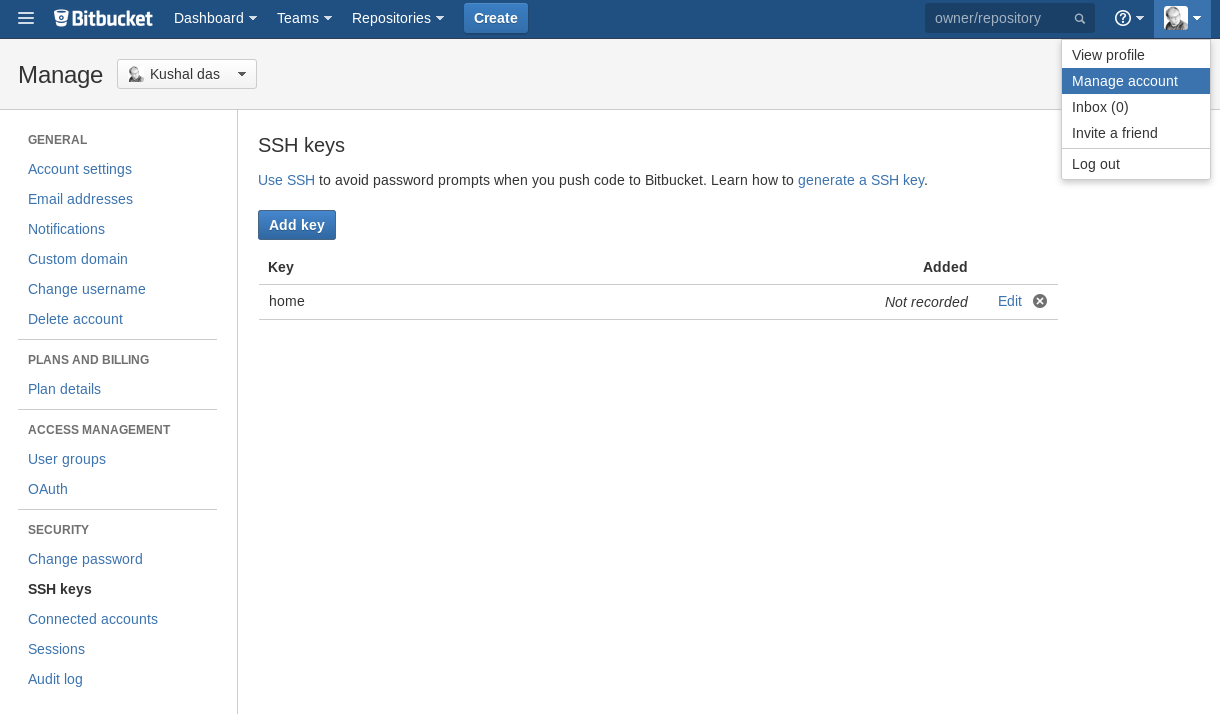 Bitbucket Dashboard Teams Repositories Create owner/repository
View profile
Manage account
Inbox (0)
Invite a friend
Log out
Manage Kushal das
GENERAL
Account settings
Email addresses
Notifications
Custom domain
Change username
Delete account
PLANS AND BILLING
Plan details
ACCESS MANAGEMENT
User groups
OAuth
SECURITY
Change password
SSH keys
Connected accounts
Sessions
Audit log
SSH keys
Use SSH to avoid password prompts when you push code to Bitbucket. Learn how to generate a SSH key.
Add key
Key Added
home Not recorded Edit